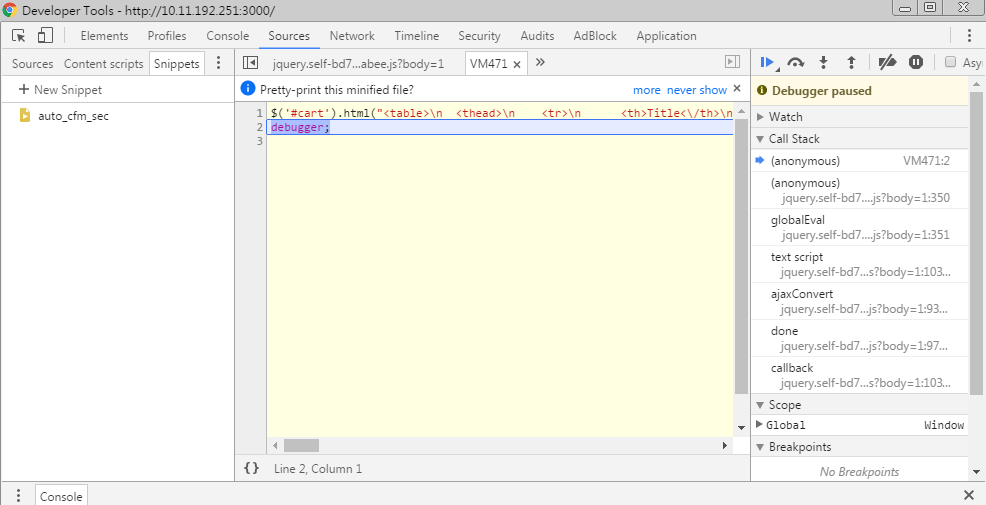 Developer Tools - http://10.11.192.251:3000/
Elements Profiles Console Sources Network Timeline Security Audits AdBlock Application
Sources Content scripts Snippets
jquery.self-bd7...abee.js?body=1 VM471 × »
+ New Snippet
Pretty-print this minified file? more never show ×
auto_cfm_sec
1 $('#cart').html("<table>\n  <thead>\n    <tr>\n      <th>Title<\/th>\n
2 debugger;
3
{} Line 2, Column 1
Asy
Debugger paused
Watch
Call Stack
(anonymous) VM471:2
(anonymous)
jquery.self-bd7....js?body=1:350
globalEval
jquery.self-bd7....js?body=1:351
text script
jquery.self-bd7...s?body=1:103...
ajaxConvert
jquery.self-bd7...js?body=1:93...
done
jquery.self-bd7...js?body=1:97...
callback
jquery.self-bd7...s?body=1:103...
Scope
Global Window
Breakpoints
No Breakpoints
Console